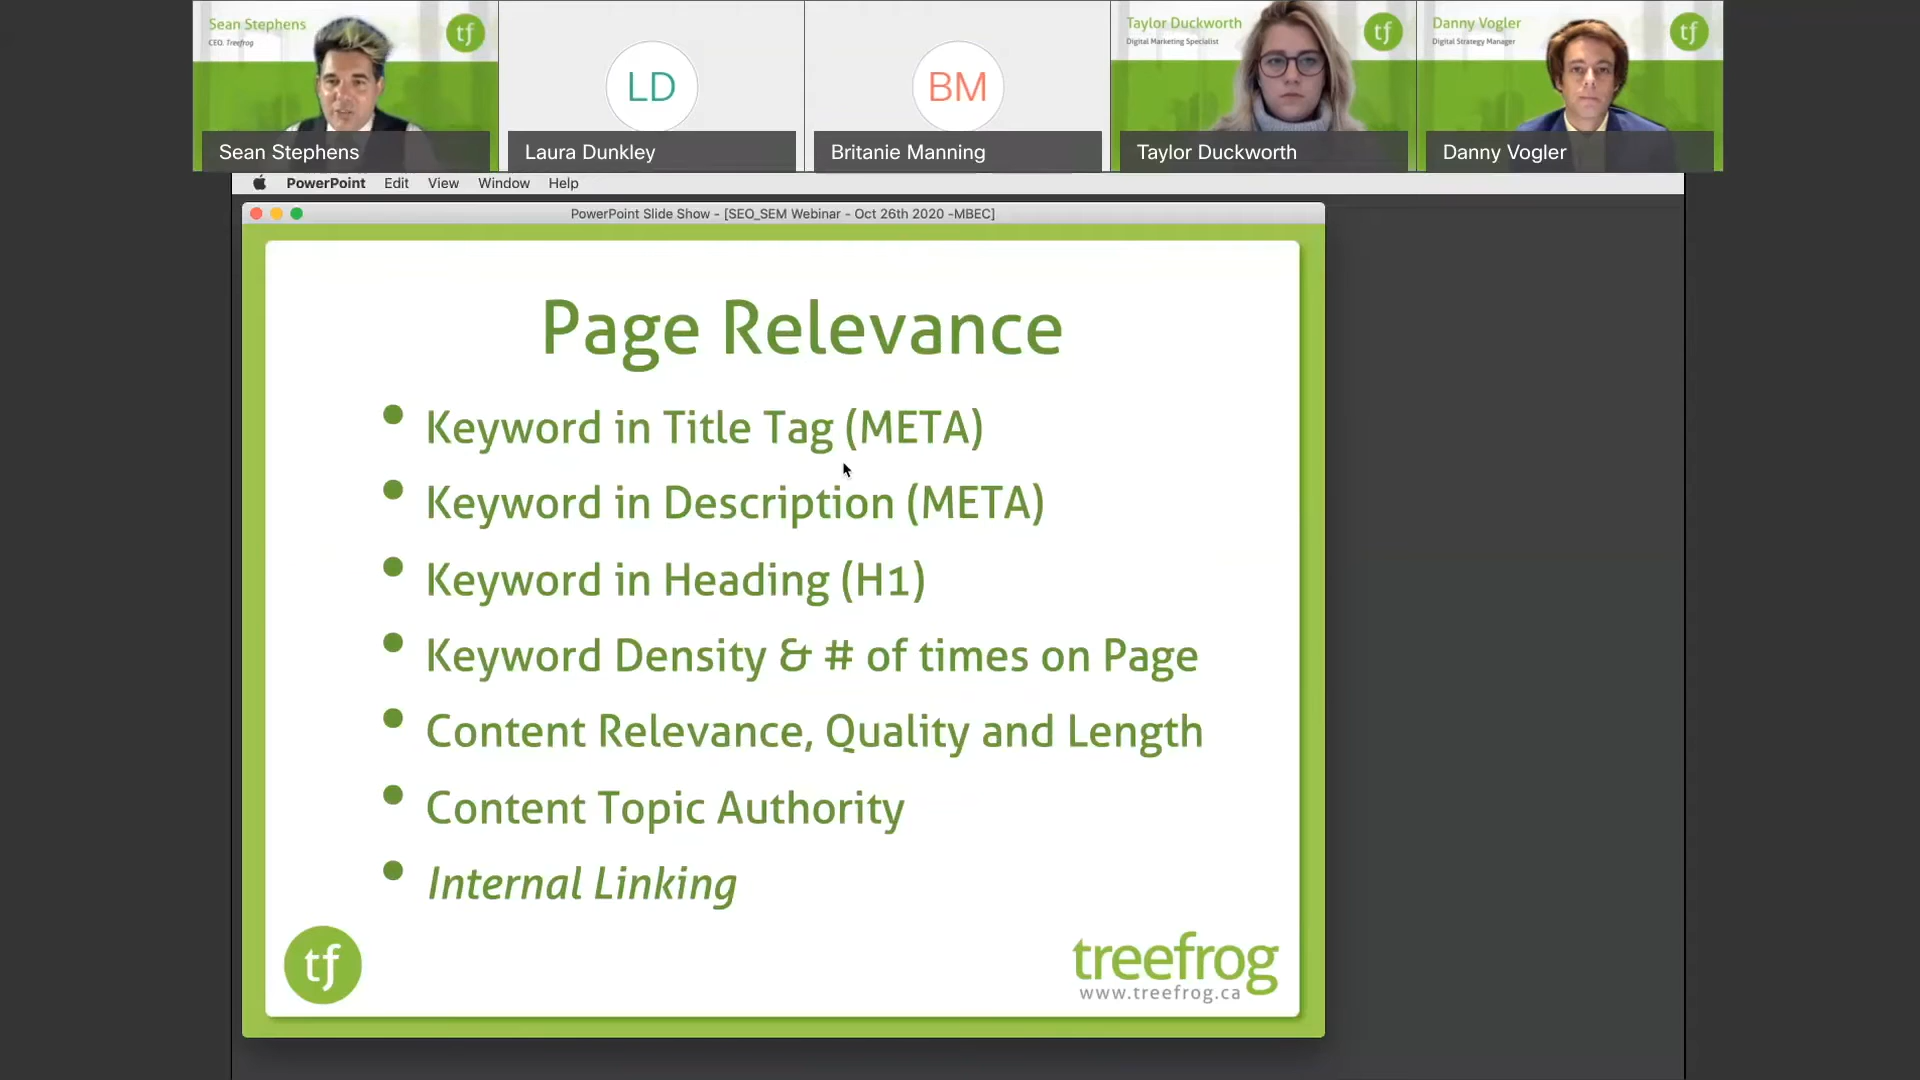 Sean Stephens
CEO, Treefrog
tf
LD
BM
Taylor Duckworth
Digital Marketing Specialist
tf
Danny Vogler
Digital Strategy Manager
tf
Sean Stephens
Laura Dunkley
Britanie Manning
Taylor Duckworth
Danny Vogler
PowerPoint Edit View Window Help
PowerPoint Slide Show - [SEO_SEM Webinar - Oct 26th 2020 -MBEC]
Page Relevance
• Keyword in Title Tag (META)
• Keyword in Description (META)
• Keyword in Heading (H1)
• Keyword Density & # of times on Page
• Content Relevance, Quality and Length
• Content Topic Authority
• Internal Linking
tf
treefrog
www.treefrog.ca